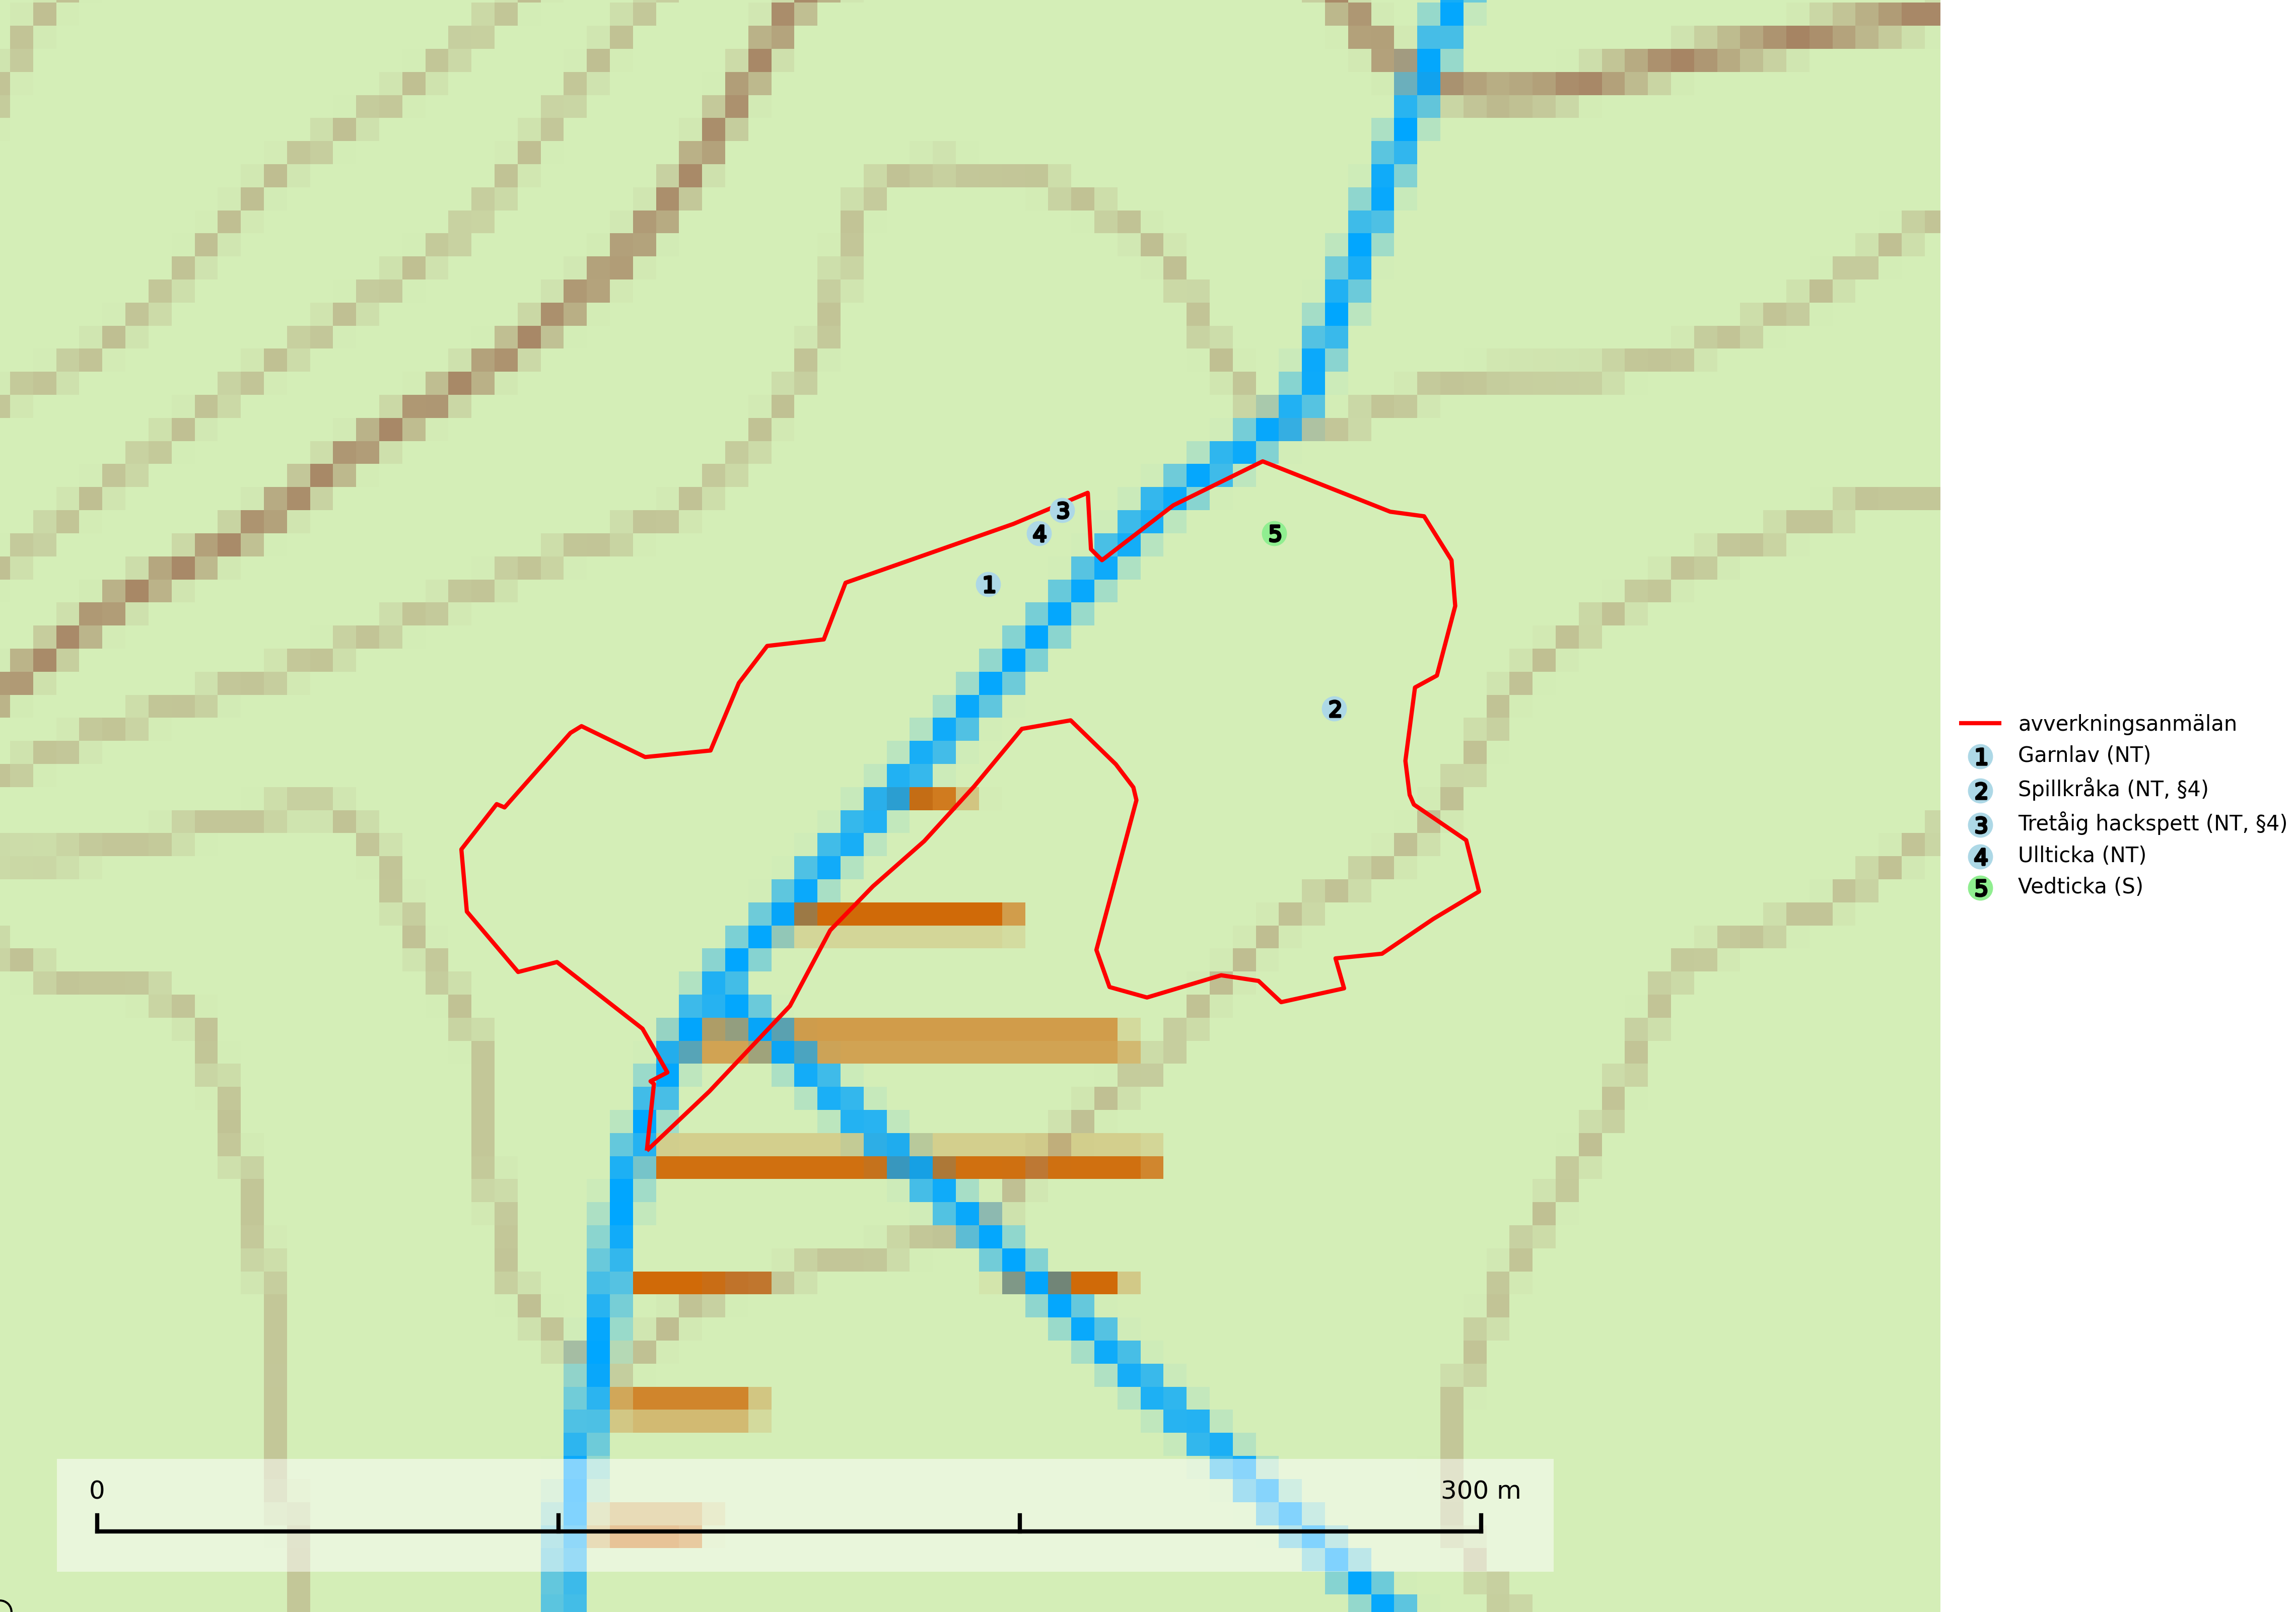 3
4
5
1
2
avverkningsanmälan
1 Garnlav (NT)
2 Spillkråka (NT, §4)
3 Tretåig hackspett (NT, §4)
4 Ullticka (NT)
5 Vedticka (S)
0 300 m